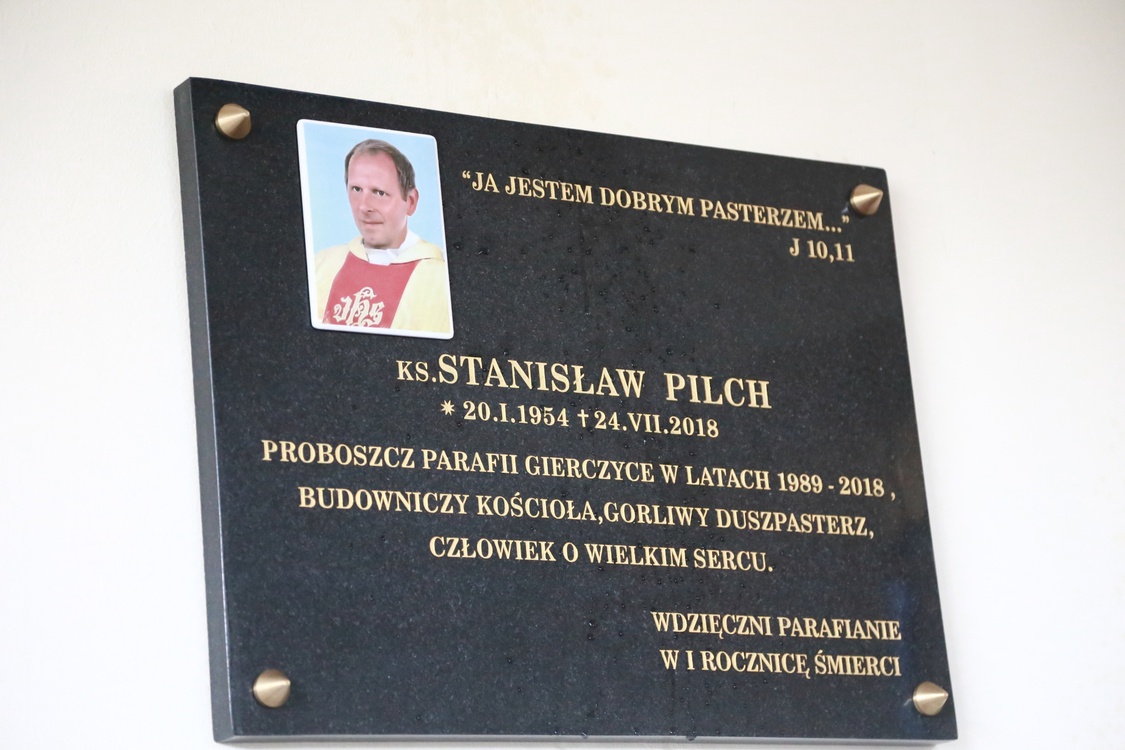 “JA JESTEM DOBRYM PASTERZEM...”
J 10,11
KS.STANISŁAW PILCH
✷ 20.I.1954 ✝ 24.VII.2018
PROBOSZCZ PARAFII GIERCZYCE W LATACH 1989 - 2018 ,
BUDOWNICZY KOŚCIOŁA,GORLIWY DUSZPASTERZ,
CZŁOWIEK O WIELKIM SERCU.
WDZIĘCZNI PARAFIANIE
W I ROCZNICĘ ŚMIERCI